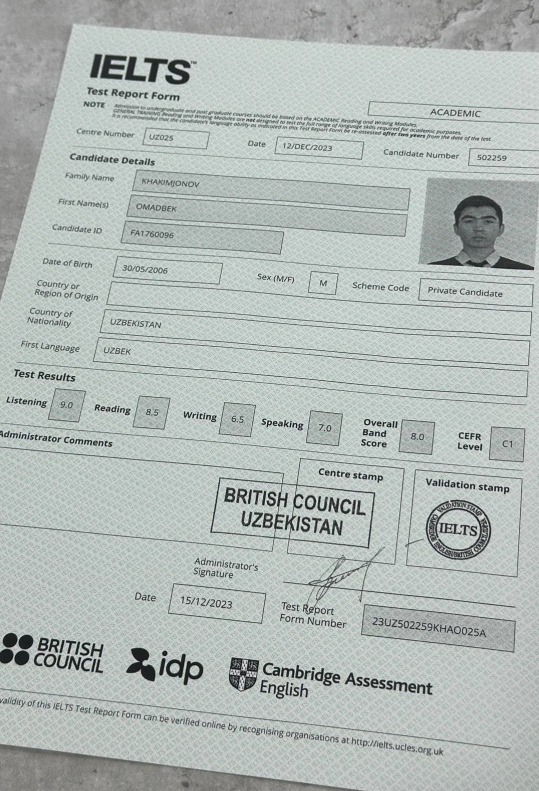 IELTS™
Test Report Form
ACADEMIC
NOTE Admission to undergraduate and post graduate courses should be based on the ACADEMIC Reading and Writing Modules.
GENERAL TRAINING Reading and Writing Modules are not designed to test the full range of language skills required for academic purposes.
It is recommended that the candidate's language ability as indicated in this Test Report Form be re-assessed after two years from the date of the test.
Centre Number UZ025 Date 12/DEC/2023 Candidate Number 502259
Candidate Details
Family Name KHAKIMJONOV
First Name(s) OMADBEK
Candidate ID FA1760096
Date of Birth 30/05/2006 Sex (M/F) M Scheme Code Private Candidate
Country or
Region of Origin
Country of
Nationality UZBEKISTAN
First Language UZBEK
Test Results
Listening 9.0 Reading 8.5 Writing 6.5 Speaking 7.0 Overall Band Score 8.0 CEFR Level C1
Administrator Comments
Centre stamp
Validation stamp
BRITISH COUNCIL
UZBEKISTAN
IELTS
Administrator's
Signature
Date 15/12/2023
Test Report
Form Number 23UZ502259KHAO025A
BRITISH
COUNCIL
idp
Cambridge Assessment
English
validity of this IELTS Test Report Form can be verified online by recognising organisations at http://ielts.ucles.org.uk